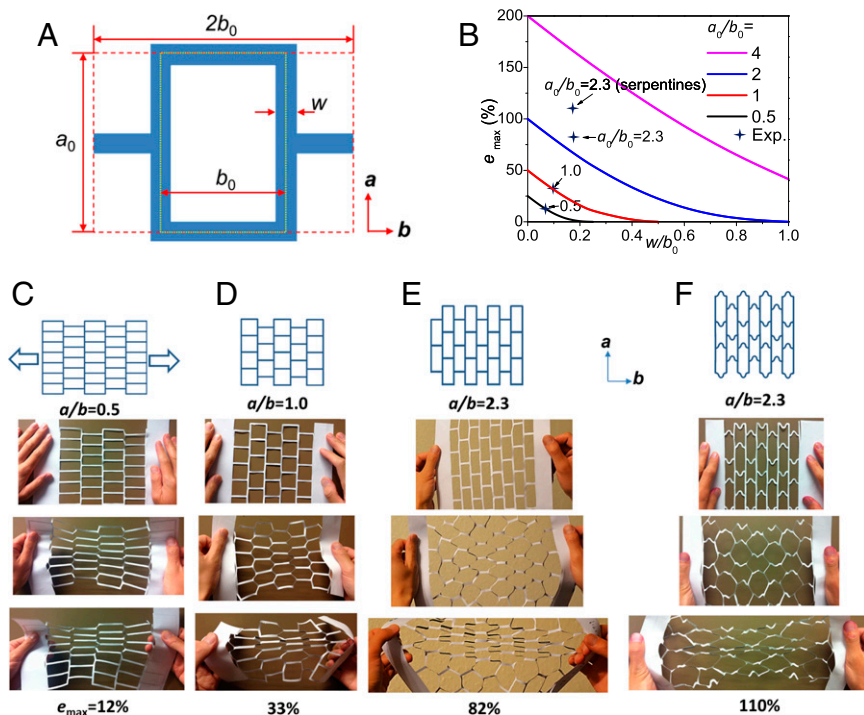 A
2b₀
a₀
w
b₀
a
b
B
a₀/b₀=
4
2
1
0.5
Exp.
a₀/b₀=2.3 (serpentines)
a₀/b₀=2.3
1.0
0.5
e max (%)
200
150
100
50
0
0.0 0.2 0.4 0.6 0.8 1.0
w/b₀
C D E F
a
b
a/b=0.5 a/b=1.0 a/b=2.3 a/b=2.3
e max=12% 33% 82% 110%